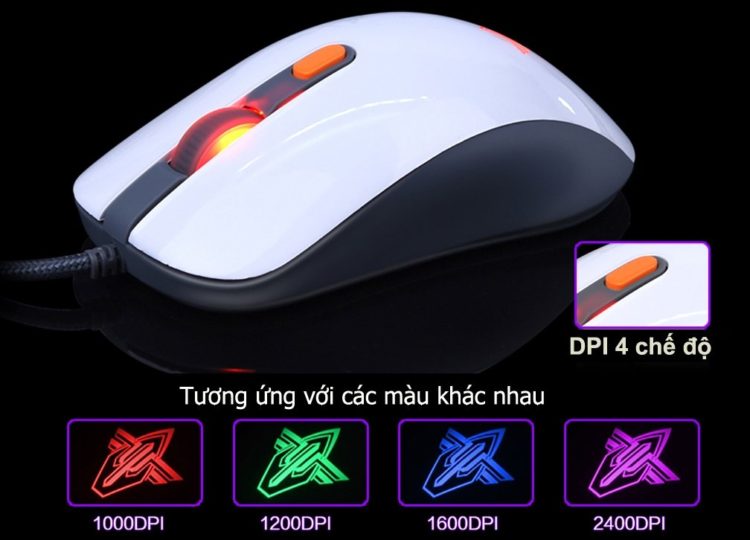 DPI 4 chế độ
Tương ứng với các màu khác nhau
1000DPI
1200DPI
1600DPI
2400DPI